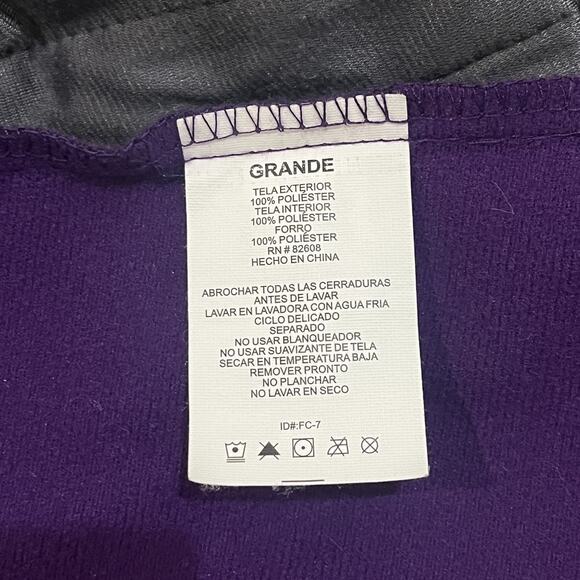 GRANDE
TELA EXTERIOR
100% POLIÉSTER
TELA INTERIOR
100% POLIÉSTER
FORRO
100% POLIÉSTER
RN # 82608
HECHO EN CHINA
ABROCHAR TODAS LAS CERRADURAS
ANTES DE LAVAR
LAVAR EN LAVADORA CON AGUA FRIA
CICLO DELICADO
SEPARADO
NO USAR BLANQUEADOR
NO USAR SUAVIZANTE DE TELA
SECAR EN TEMPERATURA BAJA
REMOVER PRONTO
NO PLANCHAR
NO LAVAR EN SECO
ID#:FC-7